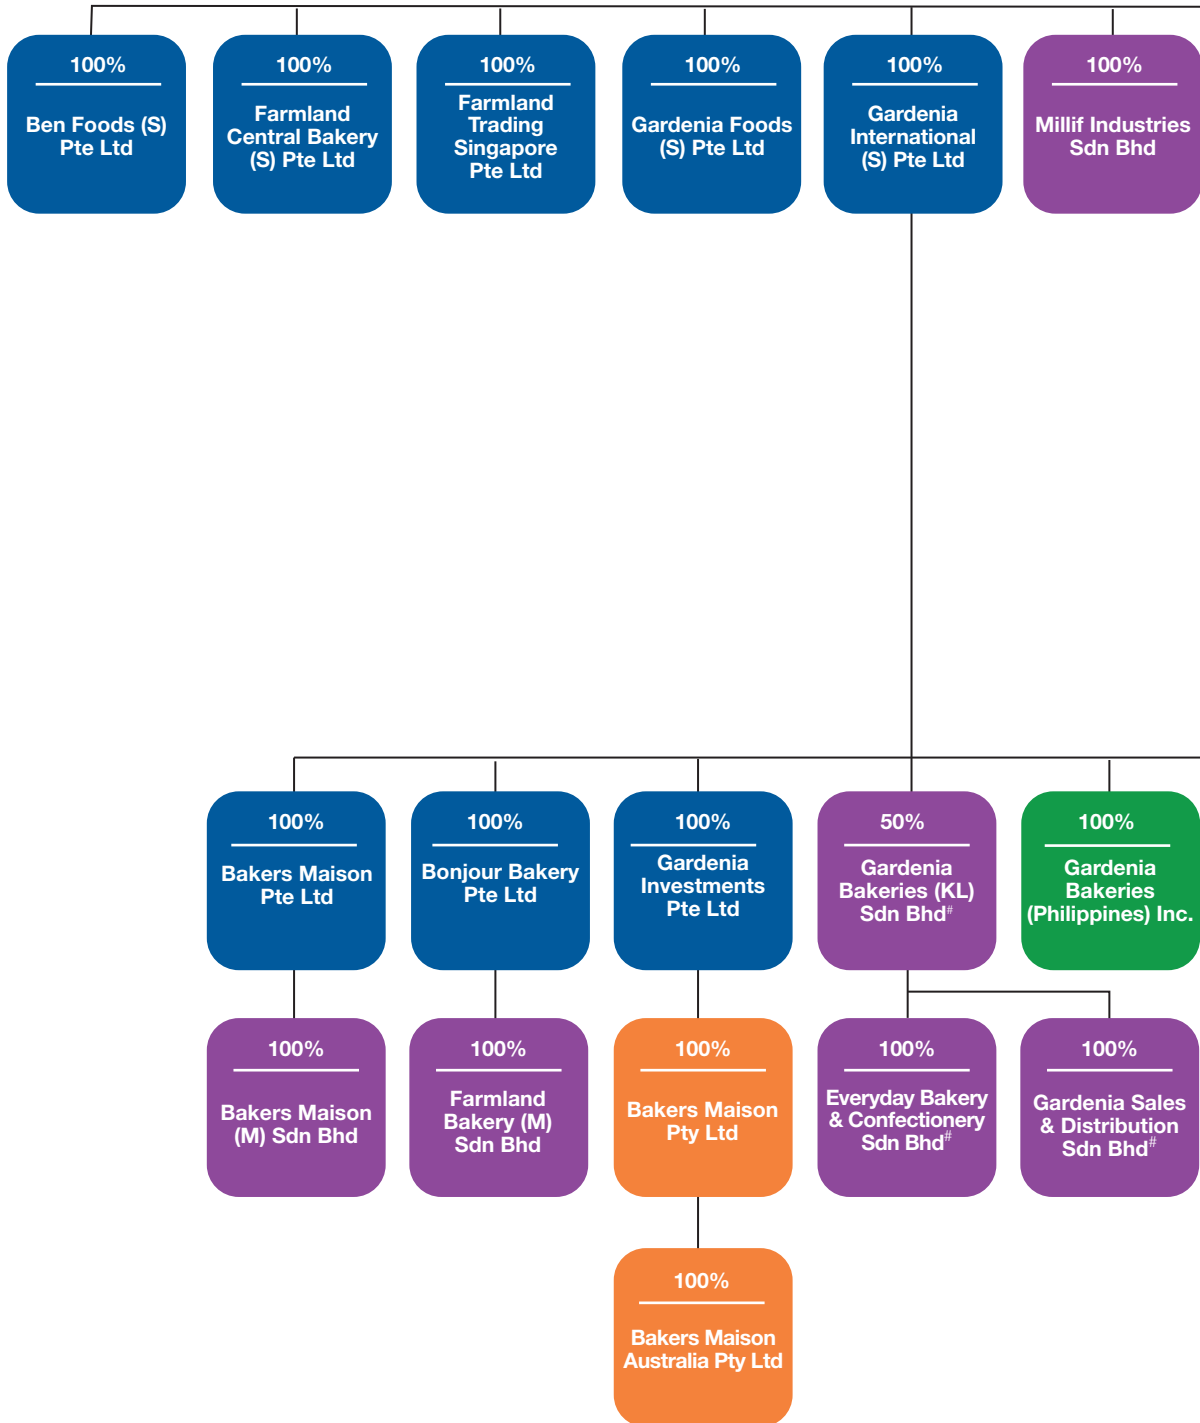 100%
Ben Foods (S)
Pte Ltd
100%
Farmland
Central Bakery
(S) Pte Ltd
100%
Farmland
Trading
Singapore
Pte Ltd
100%
Gardenia Foods
(S) Pte Ltd
100%
Gardenia
International
(S) Pte Ltd
100%
Millif Industries
Sdn Bhd
100%
Bakers Maison
Pte Ltd
100%
Bonjour Bakery
Pte Ltd
100%
Gardenia
Investments
Pte Ltd
50%
Gardenia
Bakeries (KL)
Sdn Bhd#
100%
Gardenia
Bakeries
(Philippines) Inc.
100%
Bakers Maison
(M) Sdn Bhd
100%
Farmland
Bakery (M)
Sdn Bhd
100%
Bakers Maison
Pty Ltd
100%
Everyday Bakery
& Confectionery
Sdn Bhd#
100%
Gardenia Sales
& Distribution
Sdn Bhd#
100%
Bakers Maison
Australia Pty Ltd